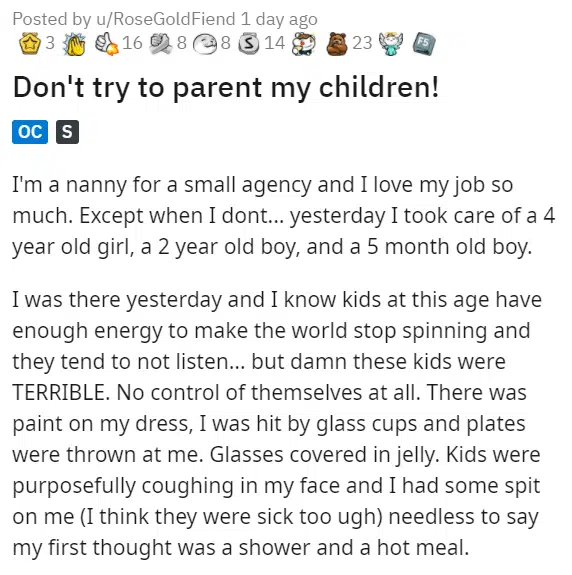 Posted by u/RoseGoldFiend 1 day ago
3 16 8 8 S 14 23 F5
Don't try to parent my children!
OC S
I'm a nanny for a small agency and I love my job so
much. Except when I dont... yesterday I took care of a 4
year old girl, a 2 year old boy, and a 5 month old boy.
I was there yesterday and I know kids at this age have
enough energy to make the world stop spinning and
they tend to not listen... but damn these kids were
TERRIBLE. No control of themselves at all. There was
paint on my dress, I was hit by glass cups and plates
were thrown at me. Glasses covered in jelly. Kids were
purposefully coughing in my face and I had some spit
on me (I think they were sick too ugh) needless to say
my first thought was a shower and a hot meal.